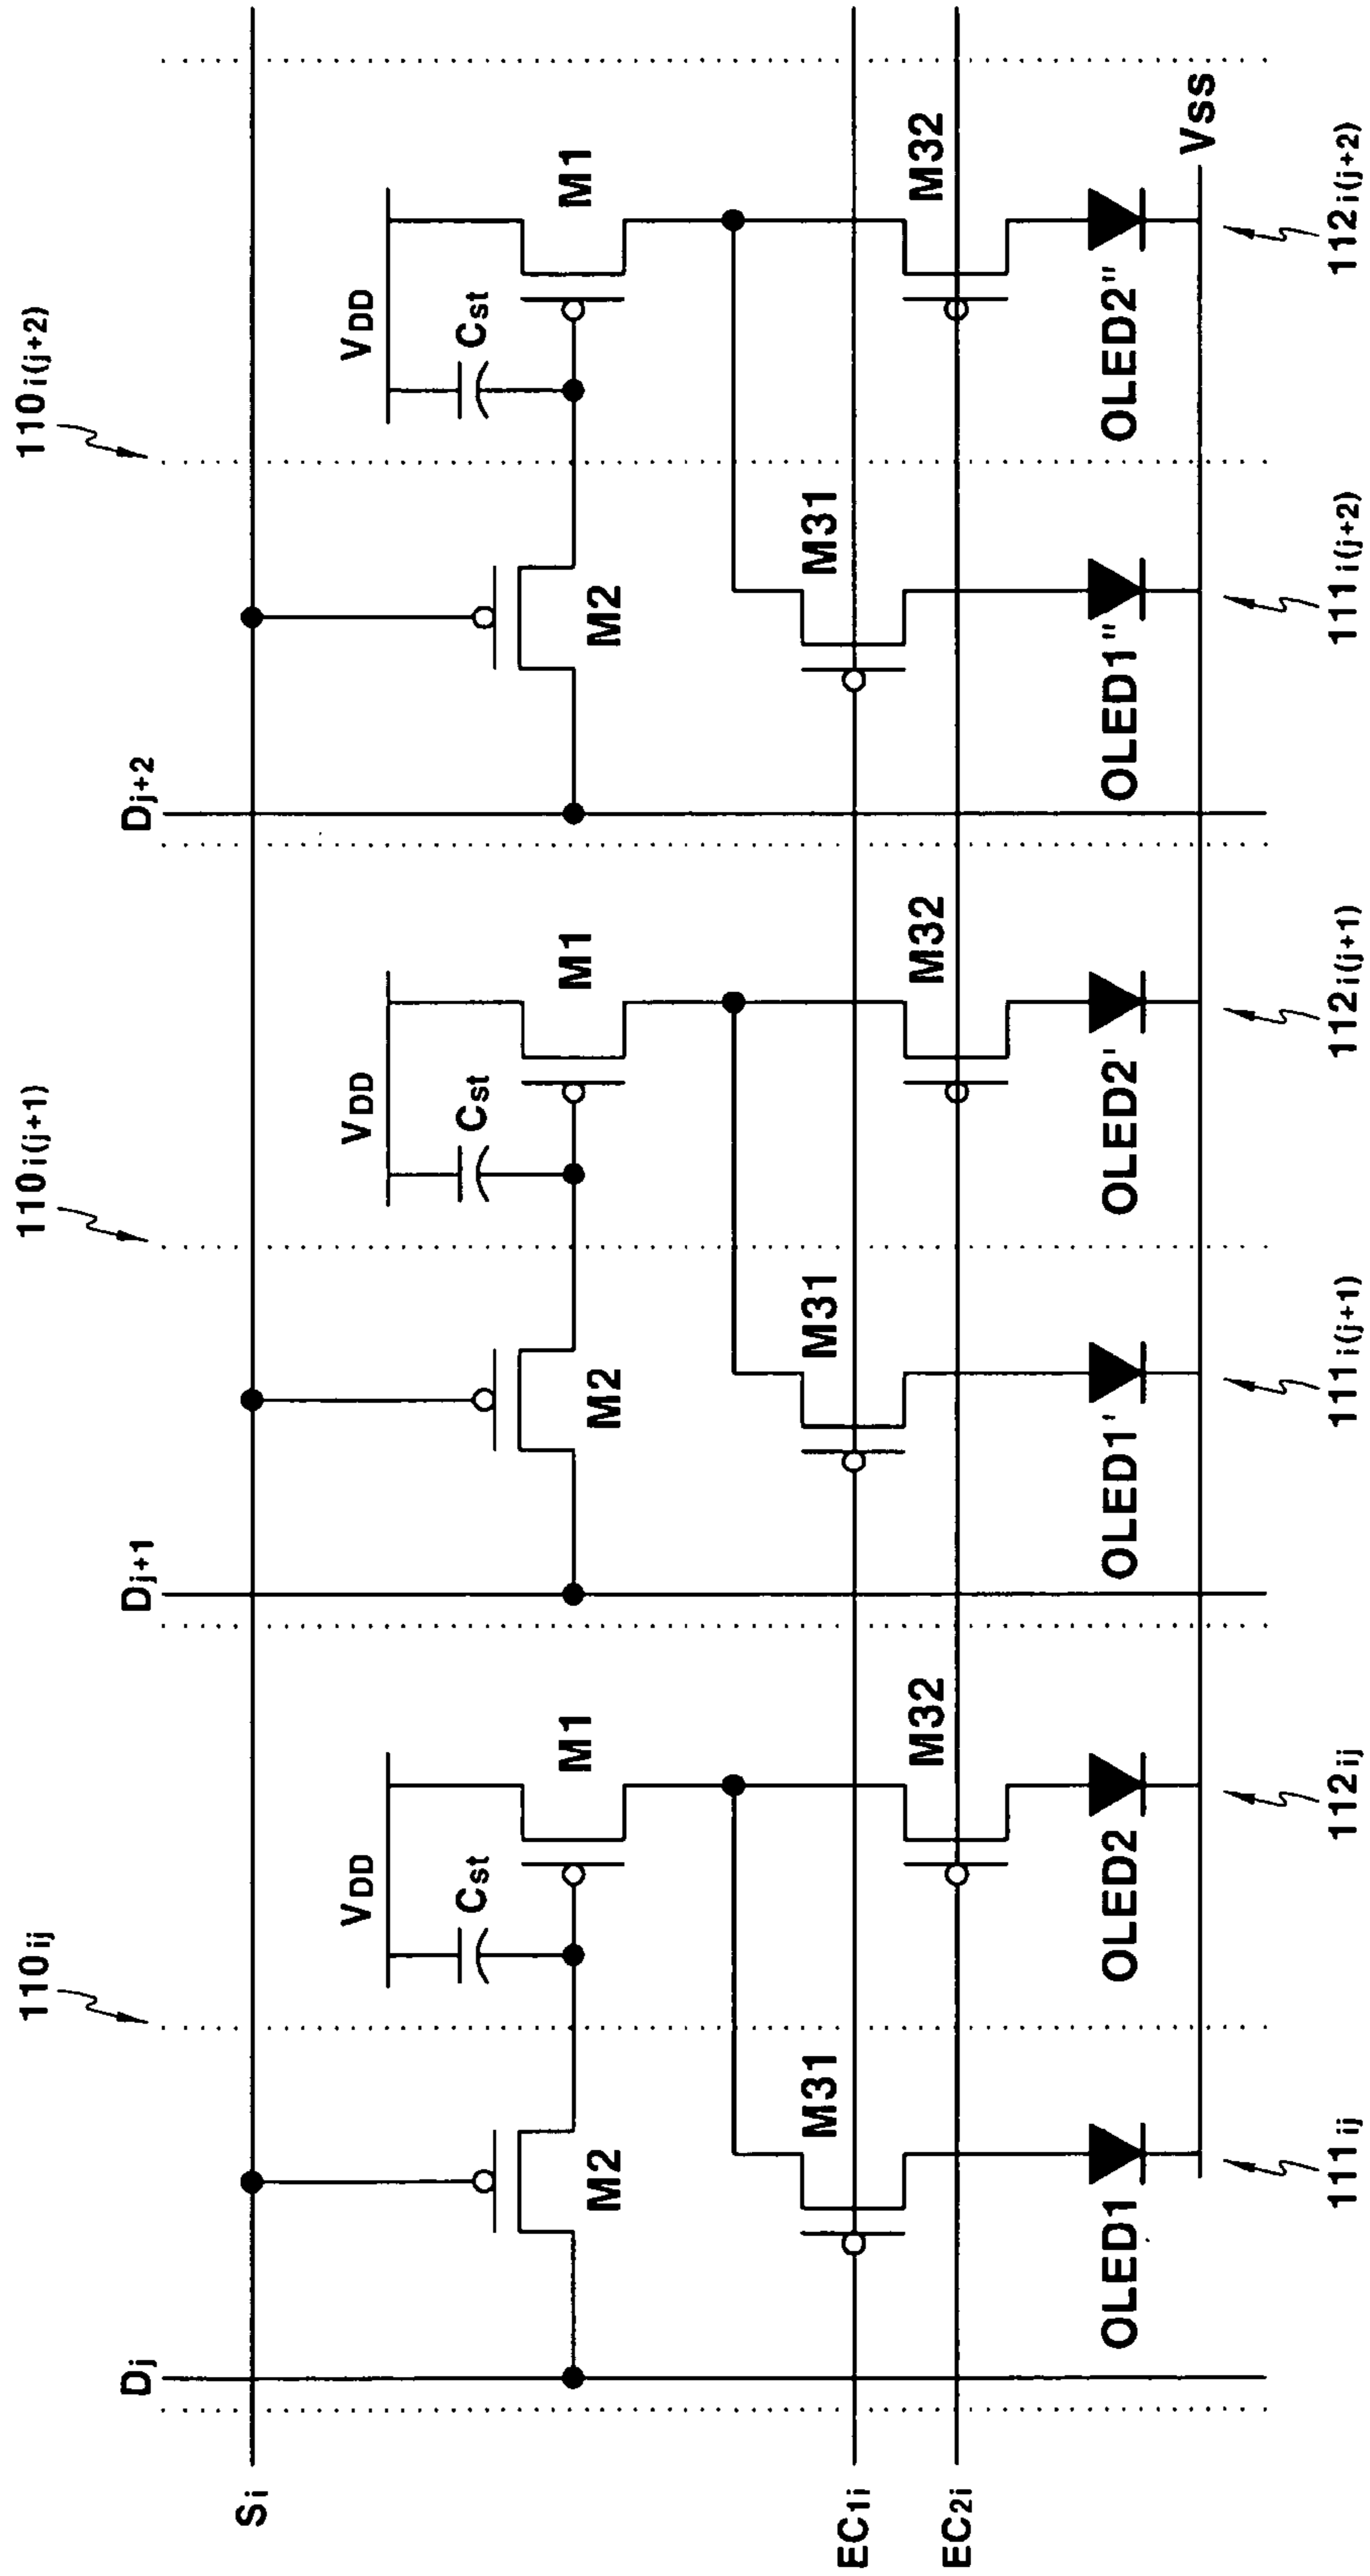 110ij 110i(j+1) 110i(j+2)
Dj Dj+1 Dj+2
Si
VDD VDD VDD
Cst Cst Cst
M2 M1 M2 M1 M2 M1
M31 M31 M31
EC1i
M32 M32 M32
EC2i
OLED1 OLED2 OLED1' OLED2' OLED1" OLED2"
Vss
111ij 112ij 111i(j+1) 112i(j+1) 111i(j+2) 112i(j+2)